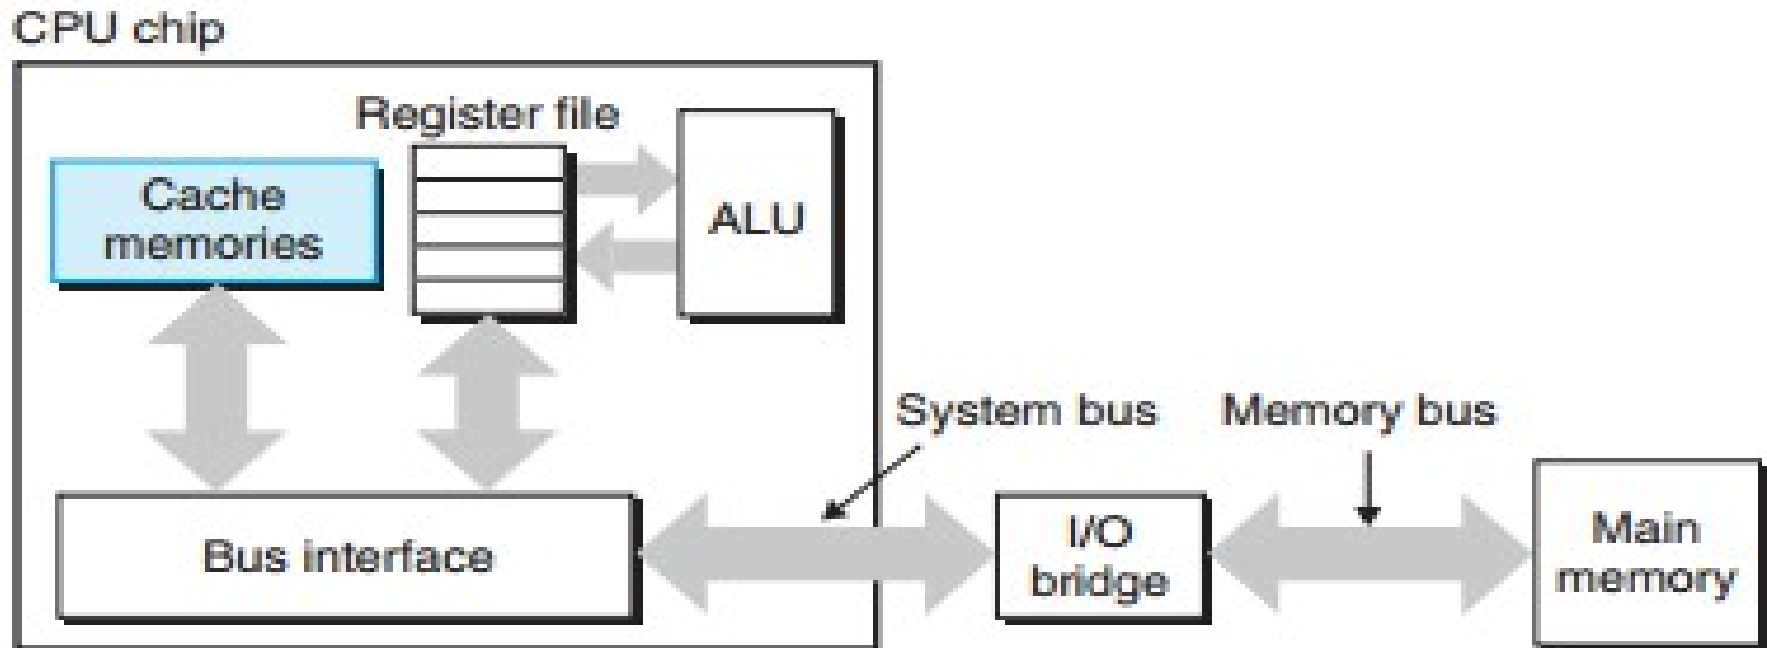 CPU chip
Register file
Cache
memories
ALU
System bus
Memory bus
Bus interface
I/O
bridge
Main
memory